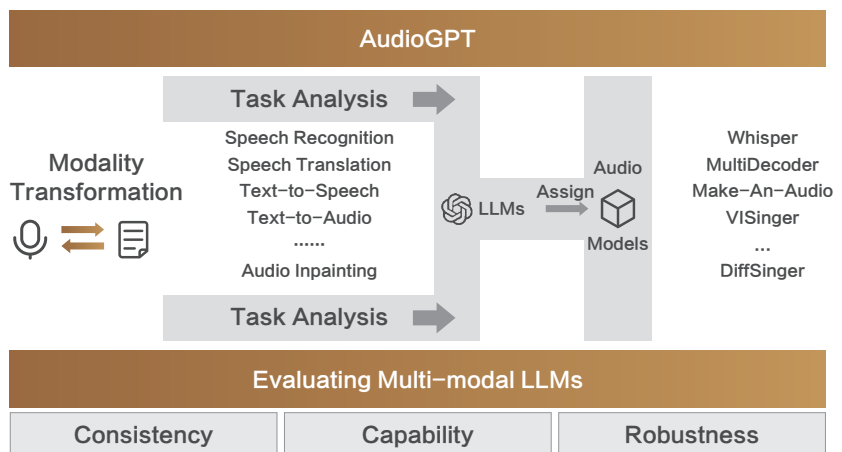 AudioGPT
Task Analysis
Modality
Transformation
Speech Recognition
Speech Translation
Text-to-Speech
Text-to-Audio
......
Audio Inpainting
Task Analysis
LLMs
Assign
Audio
Models
Whisper
MultiDecoder
Make-An-Audio
VISinger
...
DiffSinger
Evaluating Multi-modal LLMs
Consistency
Capability
Robustness